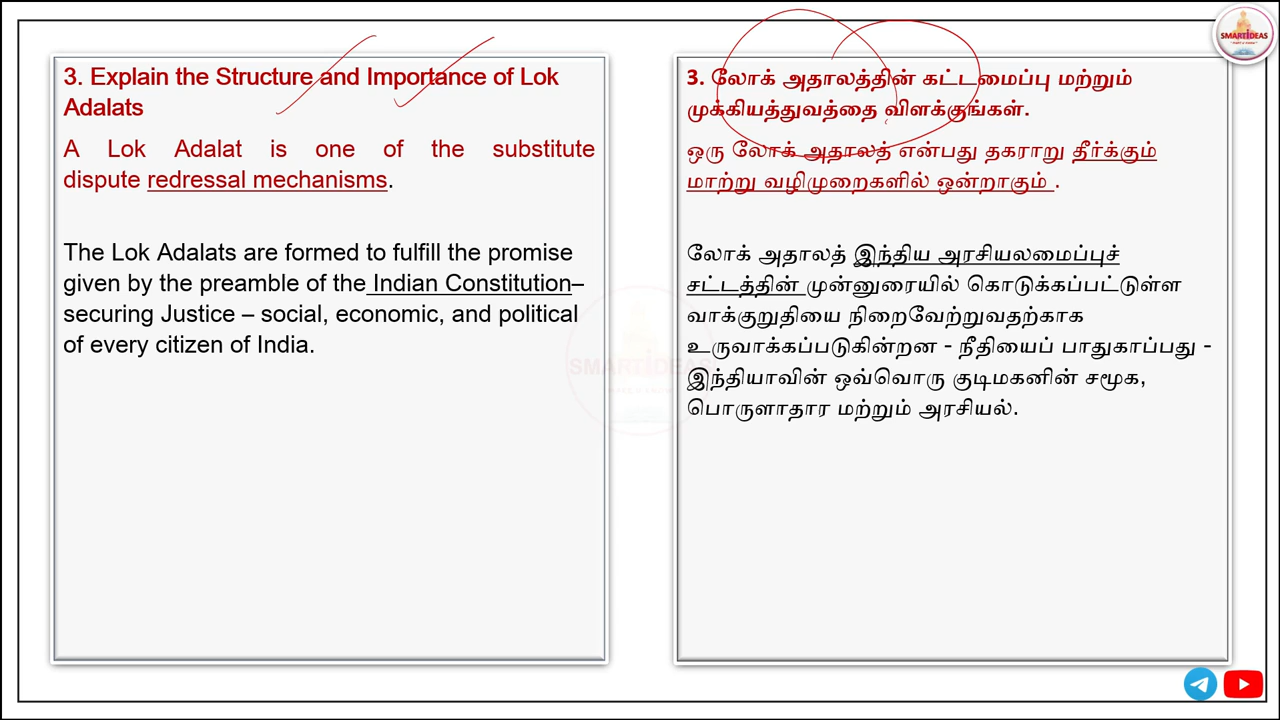 SMARTIDEAS
3. Explain the Structure and Importance of Lok
Adalats
A Lok Adalat is one of the substitute
dispute redressal mechanisms.
The Lok Adalats are formed to fulfill the promise
given by the preamble of the Indian Constitution–
securing Justice – social, economic, and political
of every citizen of India.
3. லோக் அதாலத்தின் கட்டமைப்பு மற்றும்
முக்கியத்துவத்தை விளக்குங்கள்.
ஒரு லோக் அதாலத் என்பது தகராறு தீர்க்கும்
மாற்று வழிமுறைகளில் ஒன்றாகும் .
லோக் அதாலத் இந்திய அரசியலமைப்புச்
சட்டத்தின் முன்னுரையில் கொடுக்கப்பட்டுள்ள
வாக்குறுதியை நிறைவேற்றுவதற்காக
உருவாக்கப்படுகின்றன - நீதியைப் பாதுகாப்பது -
இந்தியாவின் ஒவ்வொரு குடிமகனின் சமூக,
பொருளாதார மற்றும் அரசியல்.
SMARTIDEAS